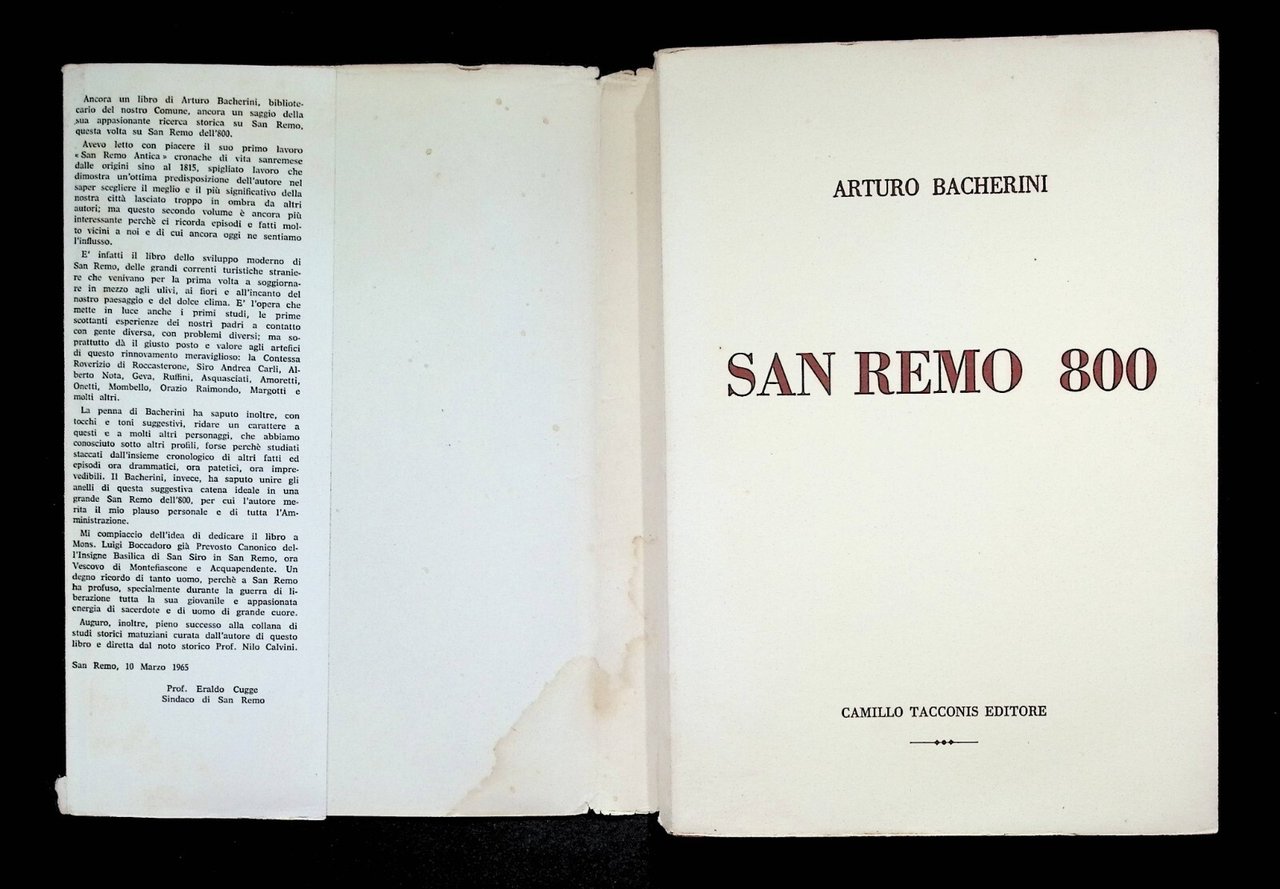 Ancora un libro di Arturo Bacherini, bibliote-
cario del nostro Comune, ancora un saggio della
sua appasionante ricerca storica su San Remo,
questa volta su San Remo dell'800.
Avevo letto con piacere il suo primo lavoro
«San Remo Antica» cronache di vita sanremese
dalle origini sino al 1815, spigliato lavoro che
dimostra un'ottima predisposizione dell'autore nel
saper scegliere il meglio e il più significativo della
nostra città lasciato troppo in ombra da altri
autori; ma questo secondo volume è ancora più
interessante perchè ci ricorda episodi e fatti mol-
to vicini a noi e di cui ancora oggi ne sentiamo
l'influsso.
E' infatti il libro dello sviluppo moderno di
San Remo, delle grandi correnti turistiche stranie-
re che venivano per la prima volta a soggiorna-
re in mezzo agli ulivi, ai fiori e all'incanto del
nostro paesaggio e del dolce clima. E' l'opera che
mette in luce anche i primi studi, le prime
scottanti esperienze dei nostri padri a contatto
con gente diversa, con problemi diversi; ma so-
prattutto dà il giusto posto e valore agli artefici
di questo rinnovamento meraviglioso: la Contessa
Roverizio di Roccasterone, Siro Andrea Carli, Al-
berto Nota, Geva, Ruffini, Asquasciati, Amoretti,
Onetti, Mombello, Orazio Raimondo, Margotti e
molti altri.
La penna di Bacherini ha saputo inoltre, con
tocchi e toni suggestivi, ridare un carattere a
questi e a molti altri personaggi, che abbiamo
conosciuto sotto altri profili, forse perchè studiati
staccati dall'insieme cronologico di altri fatti ed
episodi ora drammatici, ora patetici, ora impre-
vedibili. Il Bacherini, invece, ha saputo unire gli
anelli di questa suggestiva catena ideale in una
grande San Remo dell'800, per cui l'autore me-
rita il mio plauso personale e di tutta l'Am-
ministrazione.
Mi compiaccio dell'idea di dedicare il libro a
Mons. Luigi Boccadoro già Prevosto Canonico del-
l'Insigne Basilica di San Siro in San Remo, ora
Vescovo di Montefiascone e Acquapendente. Un
degno ricordo di tanto uomo, perchè a San Remo
ha profuso, specialmente durante la guerra di li-
berazione tutta la sua giovanile e appasionata
energia di sacerdote e di uomo di grande cuore.
Auguro, inoltre, pieno successo alla collana di
studi storici matuziani curata dall'autore di questo
libro e diretta dal noto storico Prof. Nilo Calvini.
San Remo, 10 Marzo 1965
Prof. Eraldo Cugge
Sindaco di San Remo
ARTURO BACHERINI
SAN REMO 800
CAMILLO TACCONIS EDITORE